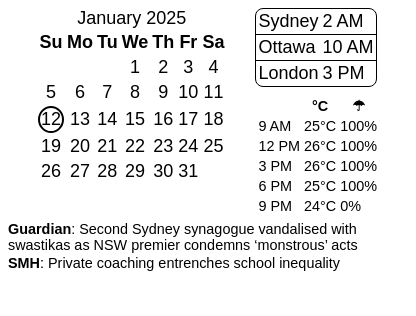 January 2025
Su Mo Tu We Th Fr Sa
1 2 3 4
5 6 7 8 9 10 11
12 13 14 15 16 17 18
19 20 21 22 23 24 25
26 27 28 29 30 31
Sydney 2 AM
Ottawa 10 AM
London 3 PM
°C ☂
9 AM 25°C 100%
12 PM 26°C 100%
3 PM 26°C 100%
6 PM 25°C 100%
9 PM 24°C 0%
Guardian: Second Sydney synagogue vandalised with
swastikas as NSW premier condemns ‘monstrous’ acts
SMH: Private coaching entrenches school inequality